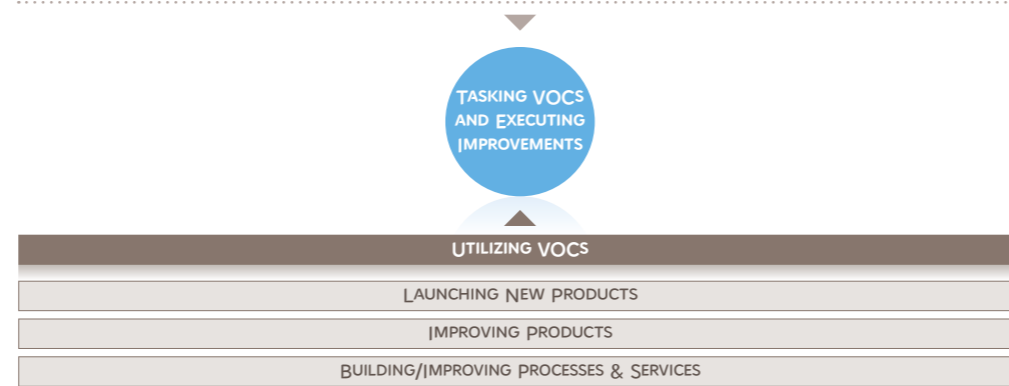 Tasking VOCs
and Executing
Improvements
Utilizing VOCs
Launching New Products
Improving products
Building/Improving processes & Services